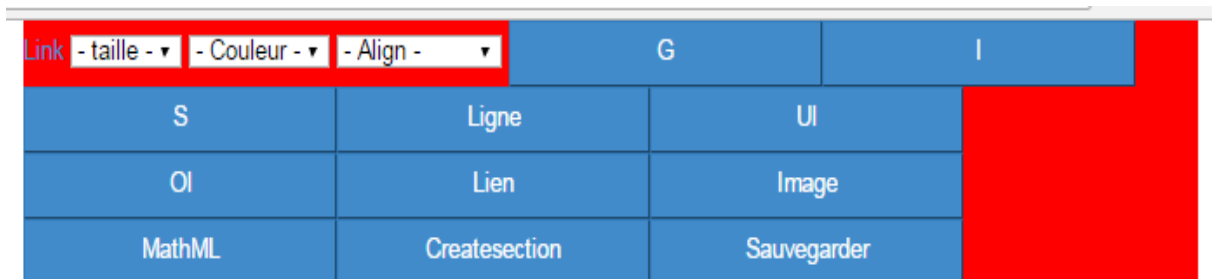 Link - taille - - Couleur - - Align - G I
S Ligne Ul
Ol Lien Image
MathML Createsection Sauvegarder